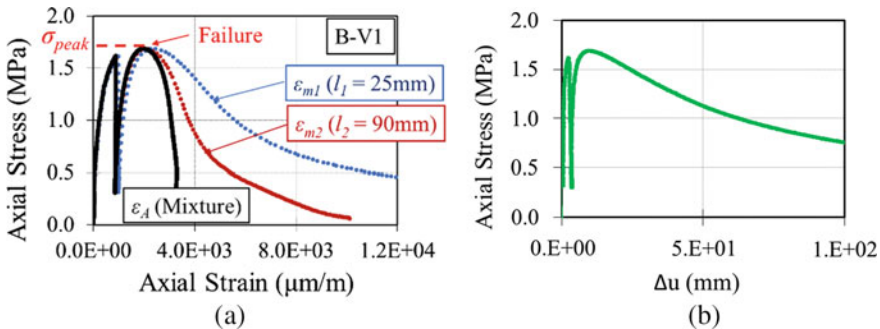 σpeak
Failure
B-V1
εm1 (l1 = 25mm)
εm2 (l2 = 90mm)
εA (Mixture)
Axial Stress (MPa)
2.0
1.5
1.0
0.5
0.0
0.0E+00
4.0E+03
8.0E+03
1.2E+04
Axial Strain (μm/m)
(a)
Axial Stress (MPa)
2.0
1.5
1.0
0.5
0.0
0.E+00
5.E+01
1.E+02
Δu (mm)
(b)